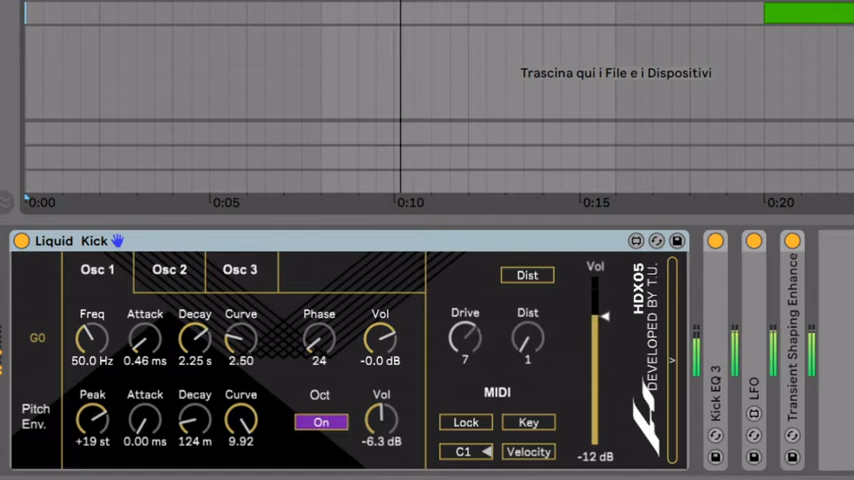 Trascina qui i File e i Dispositivi
0:00 0:05 0:10 0:15 0:20
Liquid Kick
Osc 1 Osc 2 Osc 3
Dist
Vol
G0
Freq Attack Decay Curve Phase Vol
50.0 Hz 0.46 ms 2.25 s 2.50 24 -0.0 dB
Drive Dist
7 1
Pitch
Env.
Peak Attack Decay Curve Oct Vol
On
+19 st 0.00 ms 124 m 9.92 -6.3 dB
MIDI
Lock Key
C1 Velocity
-12 dB
HDX05
DEVELOPED BY T.U.
Kick EQ 3
LFO
Transient Shaping Enhance